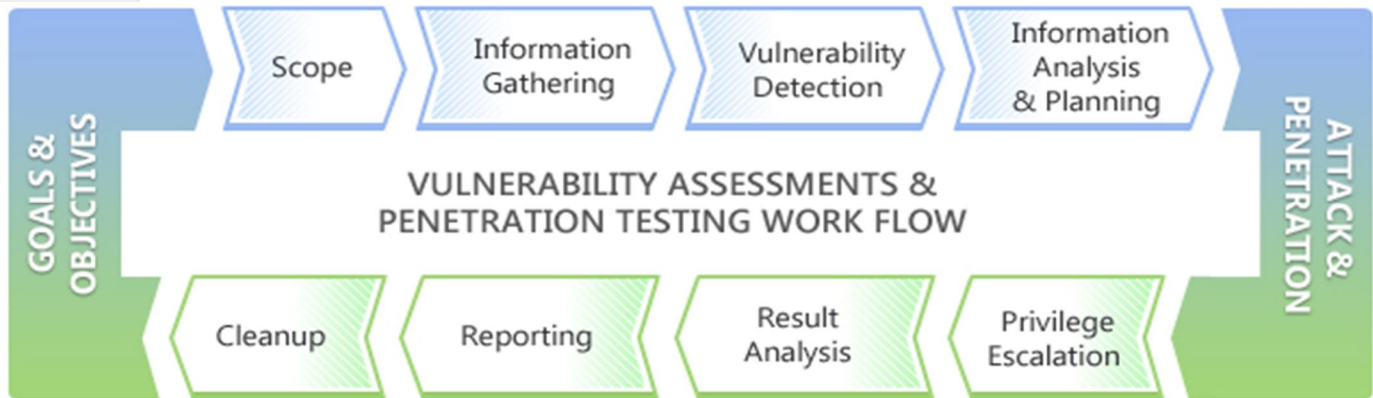 GOALS &
OBJECTIVES
Scope
Information
Gathering
Vulnerability
Detection
Information
Analysis
& Planning
ATTACK &
PENETRATION
VULNERABILITY ASSESSMENTS &
PENETRATION TESTING WORK FLOW
Cleanup
Reporting
Result
Analysis
Privilege
Escalation